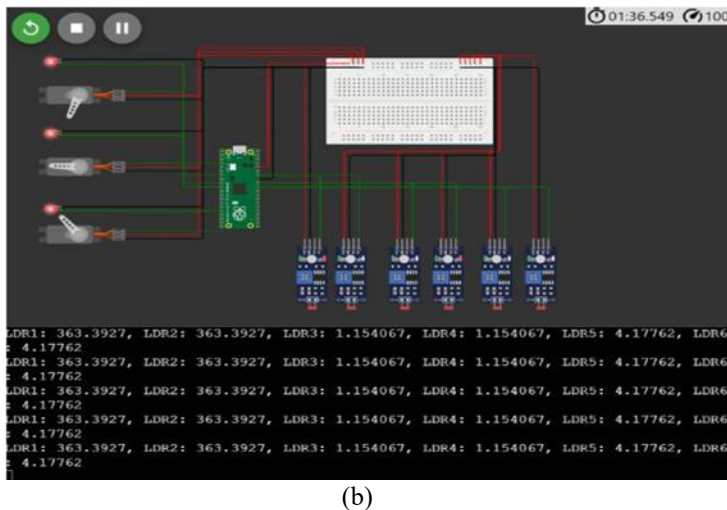 01:36.549 100
LDR1: 363.3927, LDR2: 363.3927, LDR3: 1.154067, LDR4: 1.154067, LDR5: 4.17762, LDR6
: 4.17762
LDR1: 363.3927, LDR2: 363.3927, LDR3: 1.154067, LDR4: 1.154067, LDR5: 4.17762, LDR6
: 4.17762
LDR1: 363.3927, LDR2: 363.3927, LDR3: 1.154067, LDR4: 1.154067, LDR5: 4.17762, LDR6
: 4.17762
LDR1: 363.3927, LDR2: 363.3927, LDR3: 1.154067, LDR4: 1.154067, LDR5: 4.17762, LDR6
: 4.17762
LDR1: 363.3927, LDR2: 363.3927, LDR3: 1.154067, LDR4: 1.154067, LDR5: 4.17762, LDR6
: 4.17762
(b)